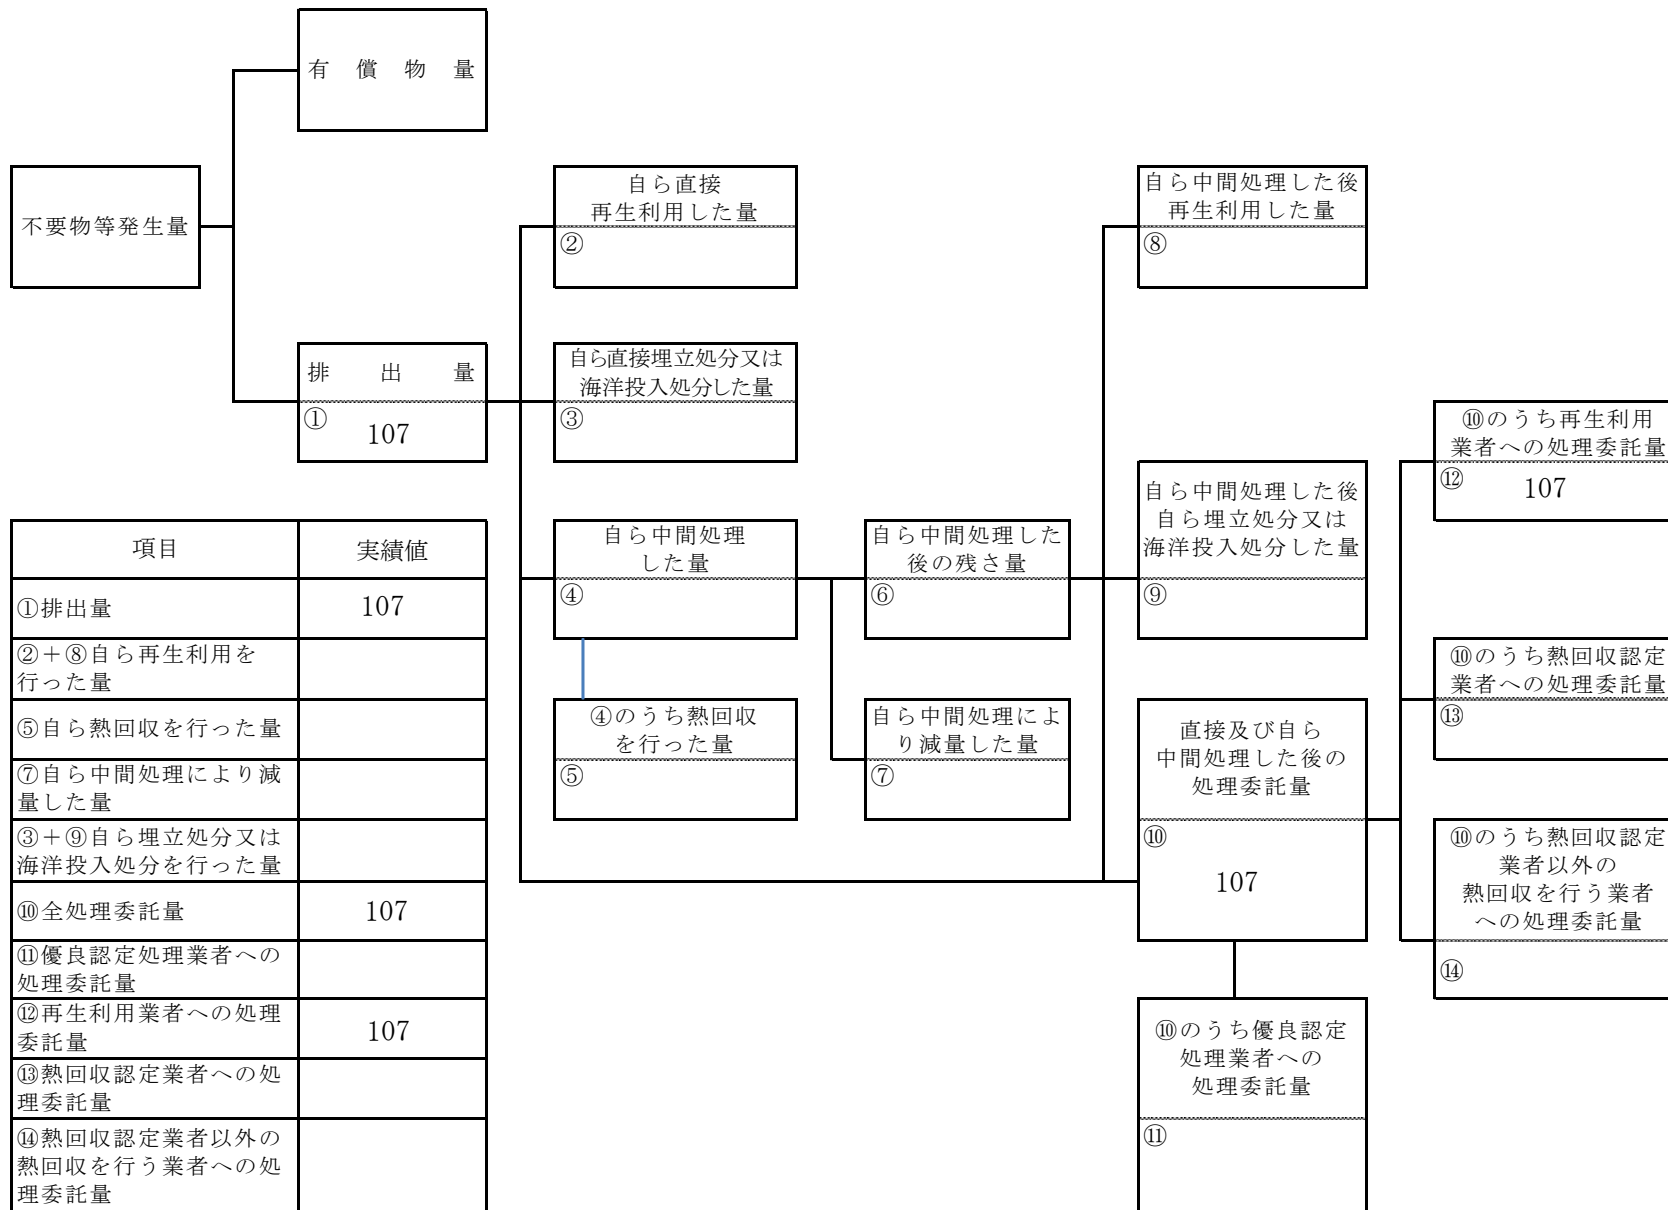 有償物量
不要物等発生量
排出量
①
107
自ら直接
再生利用した量
②
自ら直接埋立処分又は
海洋投入処分した量
③
自ら中間処理
した量
④
④のうち熱回収
を行った量
⑤
自ら中間処理した
後の残さ量
⑥
自ら中間処理によ
り減量した量
⑦
自ら中間処理した後
再生利用した量
⑧
自ら中間処理した後
自ら埋立処分又は
海洋投入処分した量
⑨
直接及び自ら
中間処理した後の
処理委託量
⑩
107
⑩のうち優良認定
処理業者への
処理委託量
⑪
⑩のうち再生利用
業者への処理委託量
⑫
107
⑩のうち熱回収認定
業者への処理委託量
⑬
⑩のうち熱回収認定
業者以外の
熱回収を行う業者
への処理委託量
⑭
項目 実績値
①排出量 107
②+⑧自ら再生利用を
行った量
⑤自ら熱回収を行った量
⑦自ら中間処理により減
量した量
③+⑨自ら埋立処分又は
海洋投入処分を行った量
⑩全処理委託量 107
⑪優良認定処理業者への
処理委託量
⑫再生利用業者への処理
委託量
107
⑬熱回収認定業者への処
理委託量
⑭熱回収認定業者以外の
熱回収を行う業者への処
理委託量